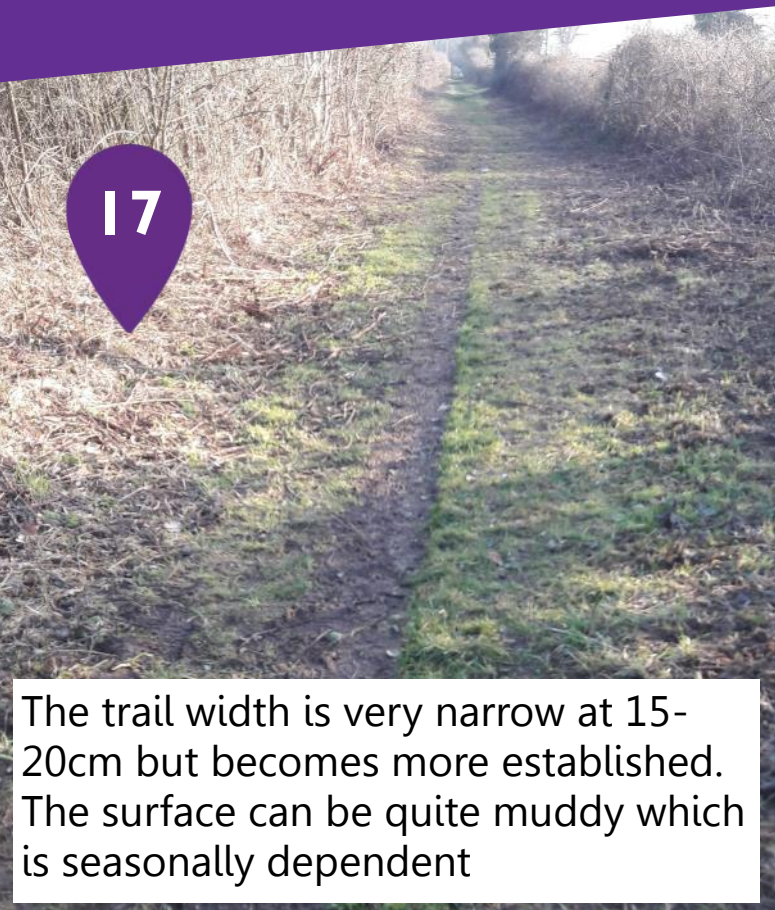 17
The trail width is very narrow at 15-
20cm but becomes more established.
The surface can be quite muddy which
is seasonally dependent